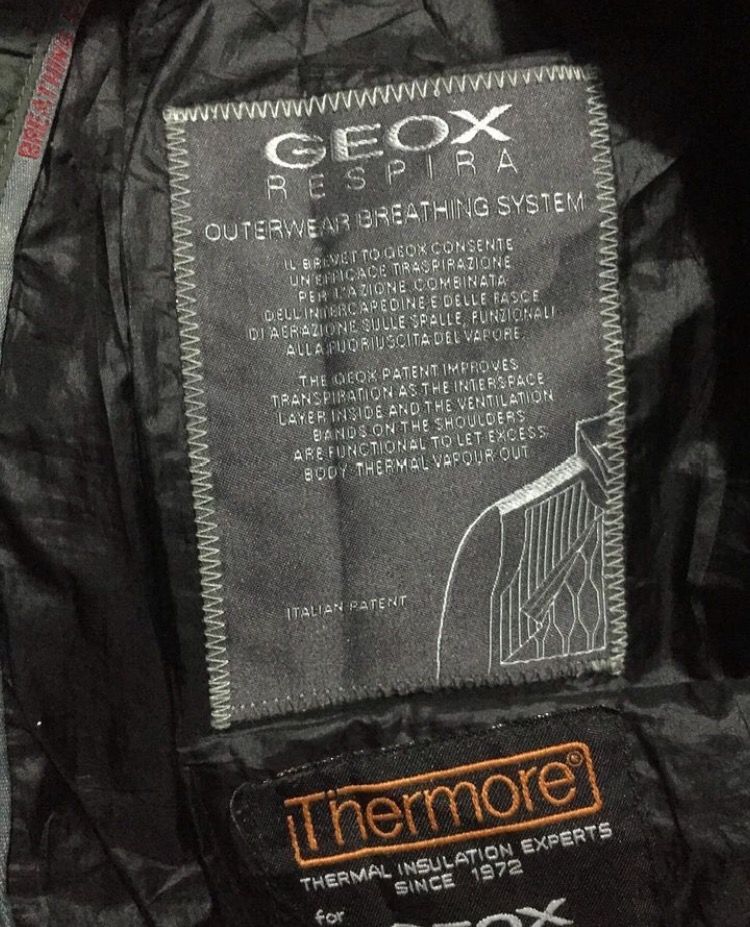 BREATHING
GEOX
RESPIRA
OUTERWEAR BREATHING SYSTEM
IL BREVETTO GEOX CONSENTE
UN'EFFICACE TRASPIRAZIONE
PER L'AZIONE COMBINATA
DELL'INTERCAPEDINE E DELLE FASCE
DI AERAZIONE SULLE SPALLE, FUNZIONALI
ALLA FUORIUSCITA DEL VAPORE.
THE GEOX PATENT IMPROVES
TRANSPIRATION AS THE INTERSPACE
LAYER INSIDE AND THE VENTILATION
BANDS ON THE SHOULDERS
ARE FUNCTIONAL TO LET EXCESS
BODY THERMAL VAPOUR OUT
ITALIAN PATENT
Thermore®
THERMAL INSULATION EXPERTS
SINCE 1972
for
GEOX